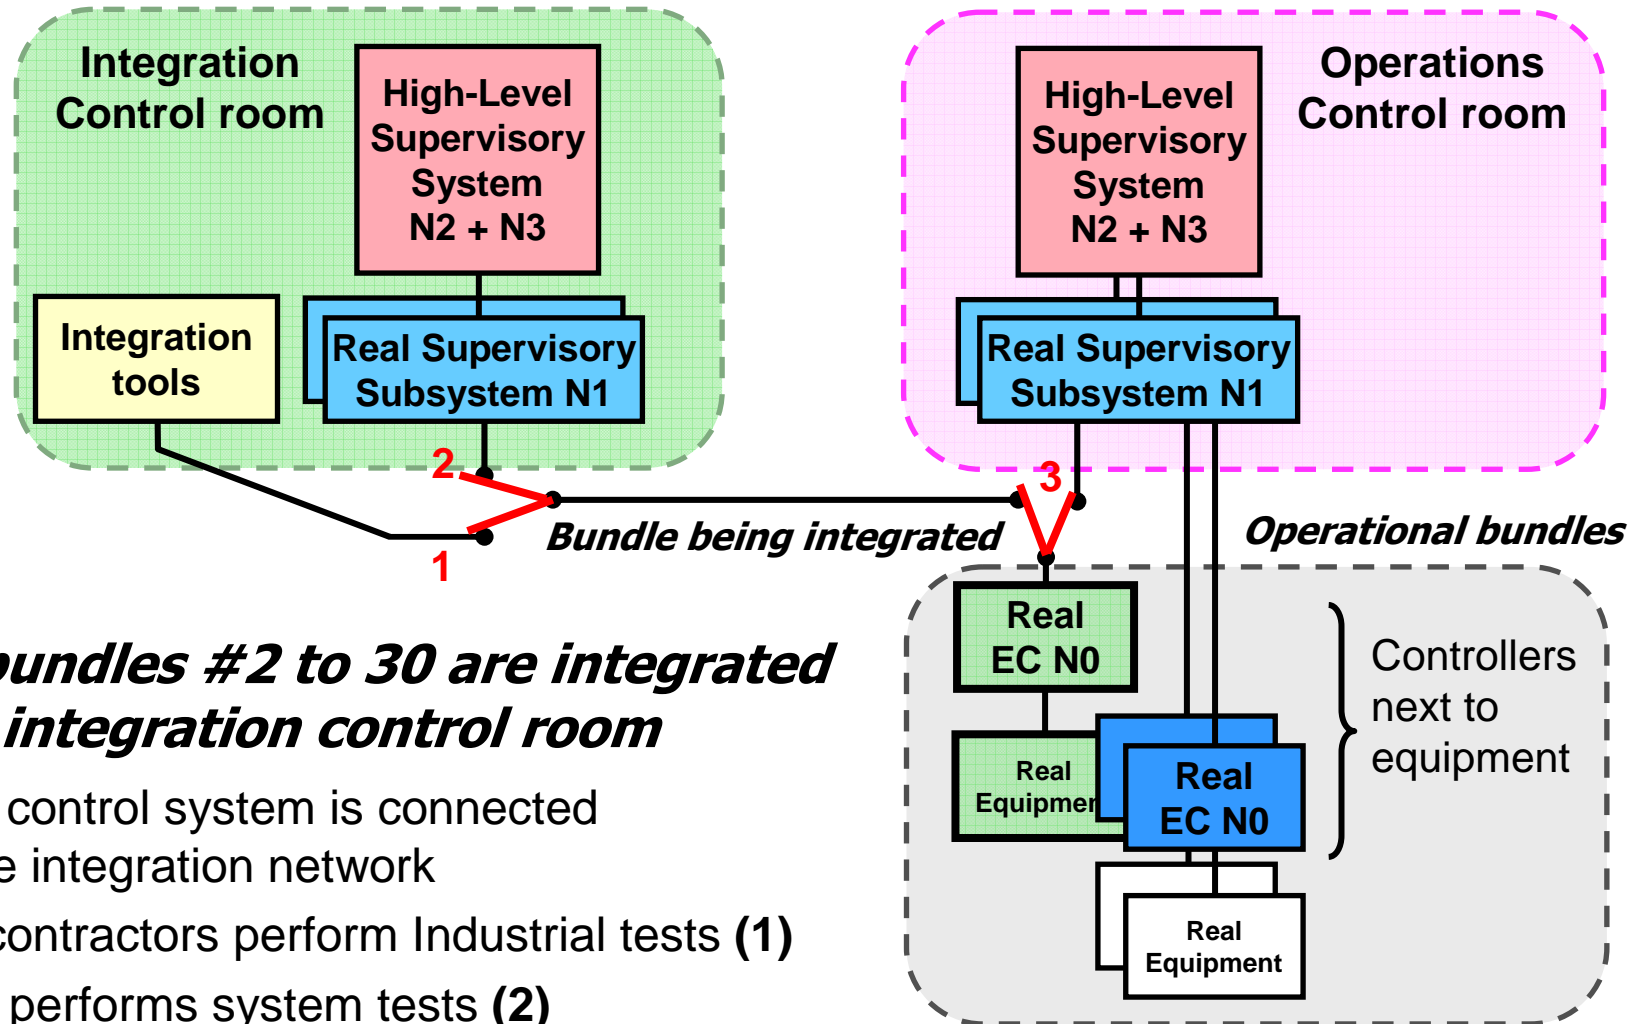 Integration
Control room
High-Level
Supervisory
System
N2 + N3
Integration
tools
Real Supervisory
Subsystem N1
Operations
Control room
High-Level
Supervisory
System
N2 + N3
Real Supervisory
Subsystem N1
2
1
3
Bundle being integrated
Operational bundles
Real
EC N0
Real
Real
EC N0
Real
Equipment
Controllers
next to
equipment
bundles #2 to 30 are integrated
integration control room
control system is connected
integration network
contractors perform Industrial tests (1)
performs system tests (2)